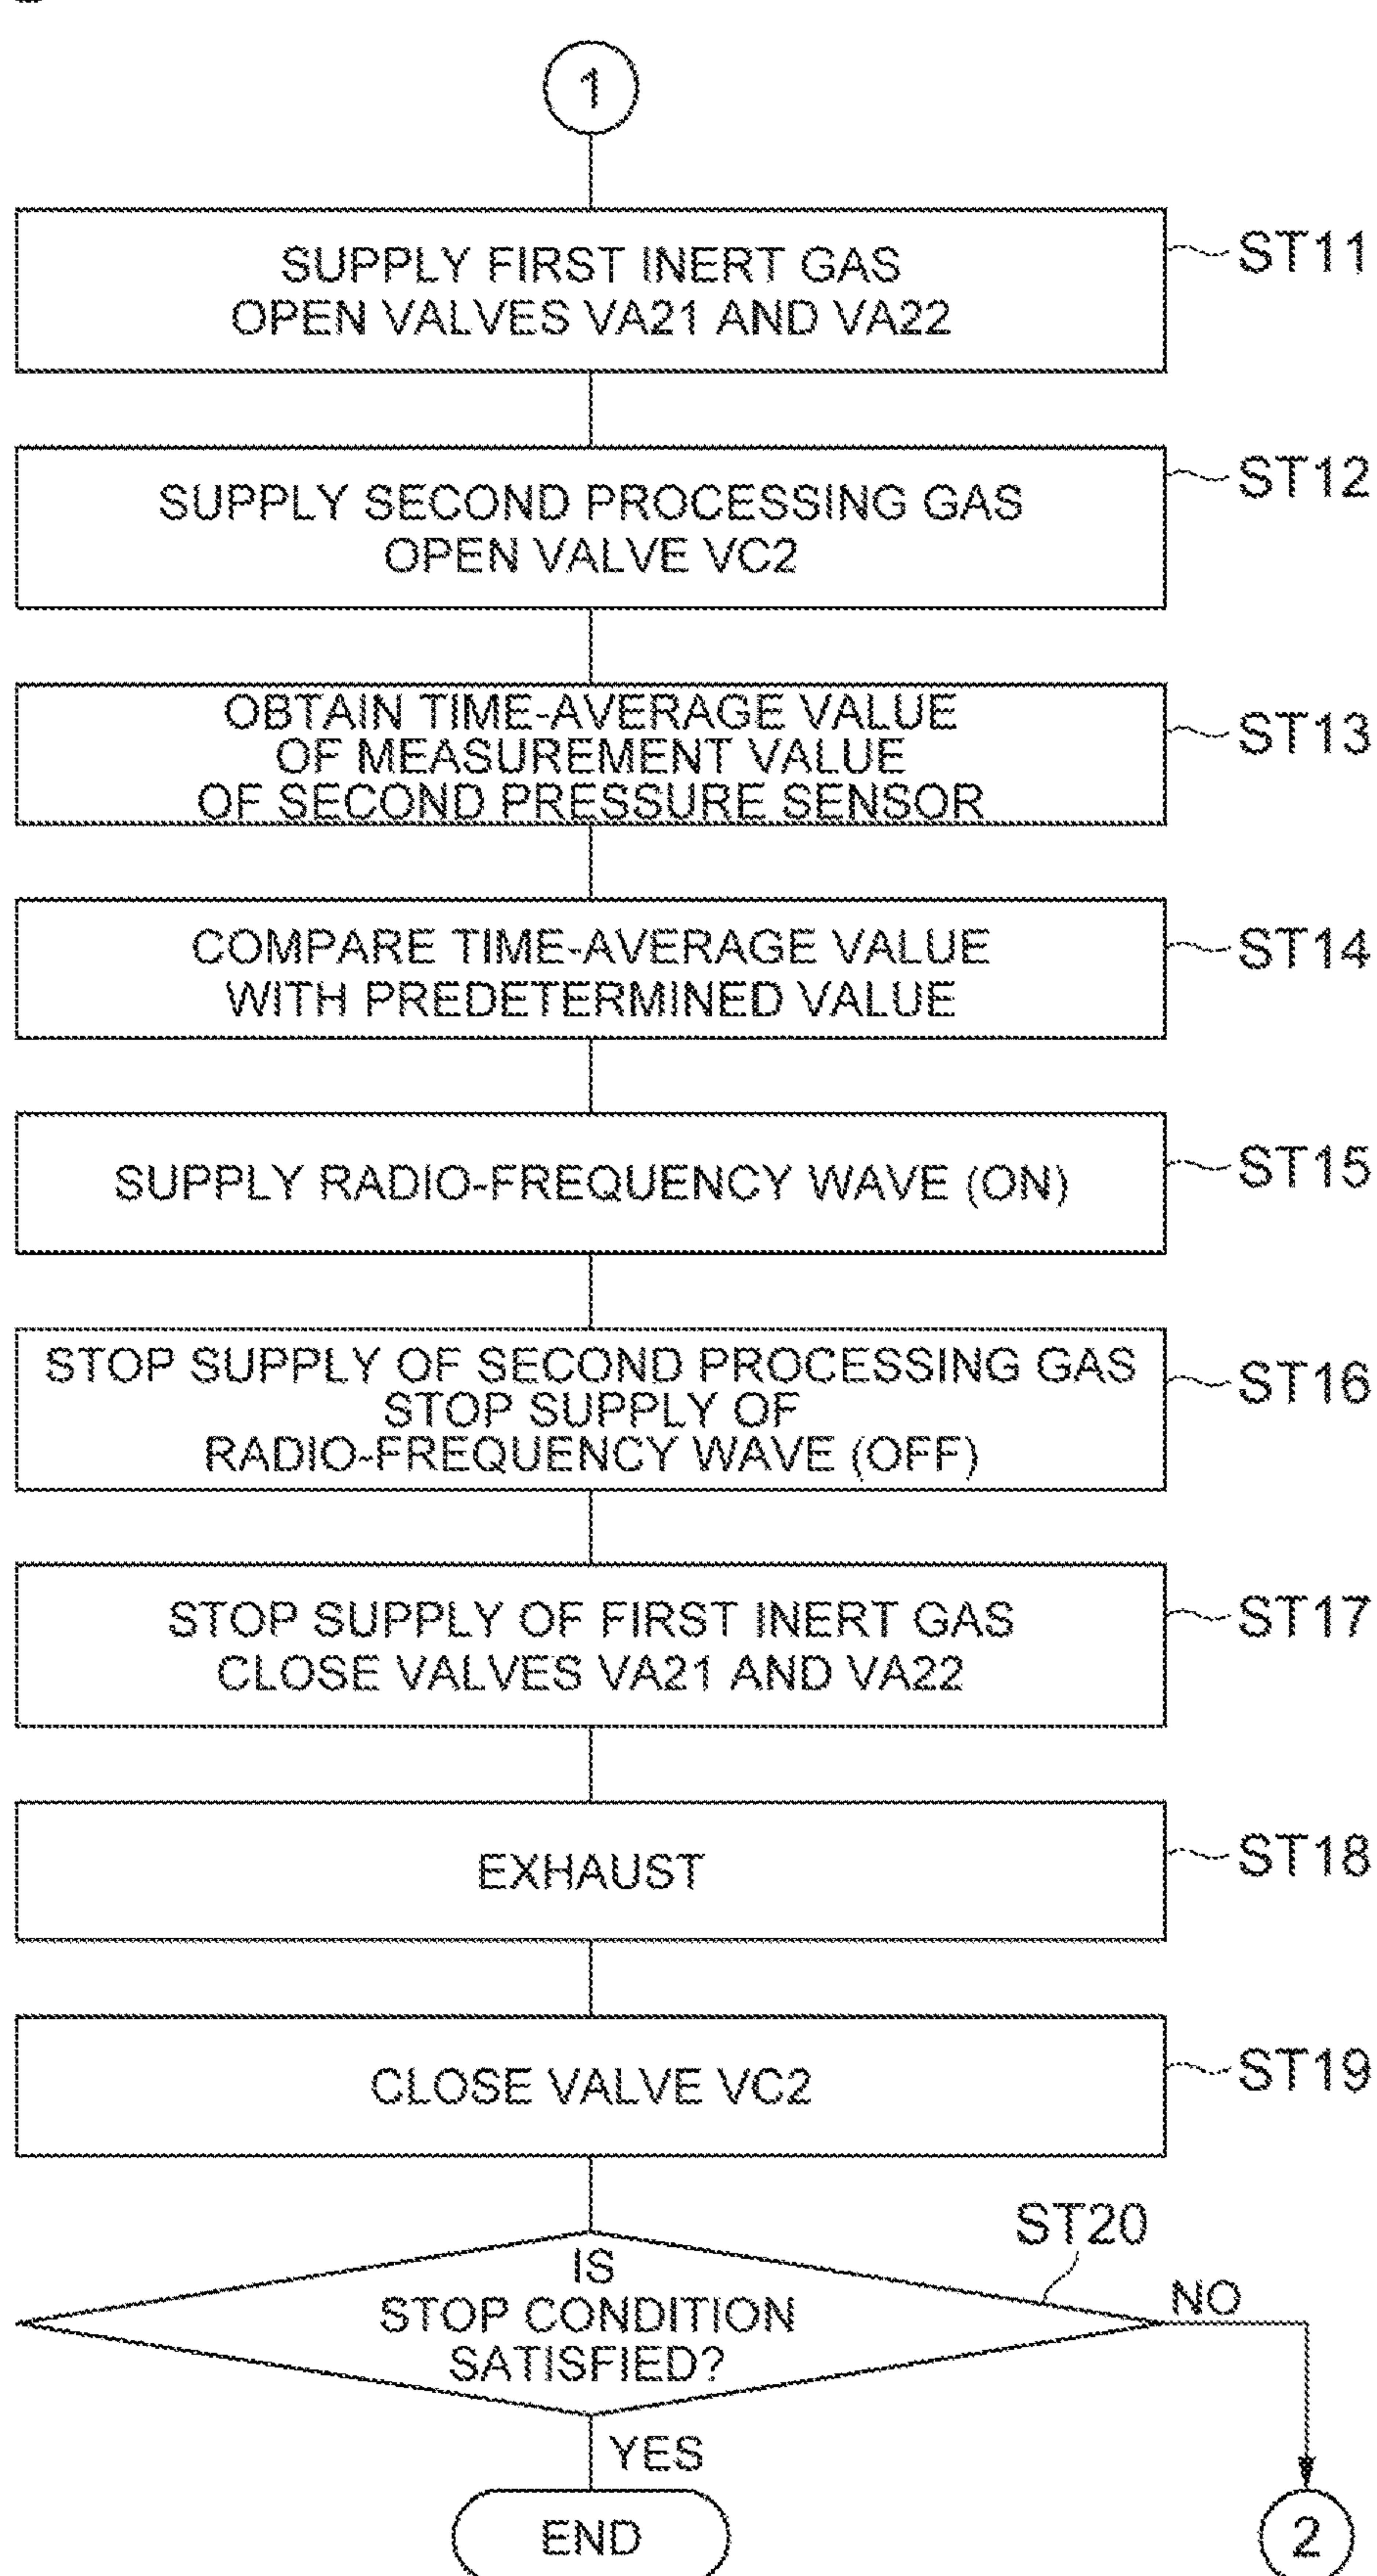 1
SUPPLY FIRST INERT GAS
OPEN VALVES VA21 AND VA22
ST11
SUPPLY SECOND PROCESSING GAS
OPEN VALVE VC2
ST12
OBTAIN TIME-AVERAGE VALUE
OF MEASUREMENT VALUE
OF SECOND PRESSURE SENSOR
ST13
COMPARE TIME-AVERAGE VALUE
WITH PREDETERMINED VALUE
ST14
SUPPLY RADIO-FREQUENCY WAVE (ON)
ST15
STOP SUPPLY OF SECOND PROCESSING GAS
STOP SUPPLY OF
RADIO-FREQUENCY WAVE (OFF)
ST16
STOP SUPPLY OF FIRST INERT GAS
CLOSE VALVES VA21 AND VA22
ST17
EXHAUST
ST18
CLOSE VALVE VC2
ST19
ST20
IS
STOP CONDITION
SATISFIED?
NO
YES
END
2